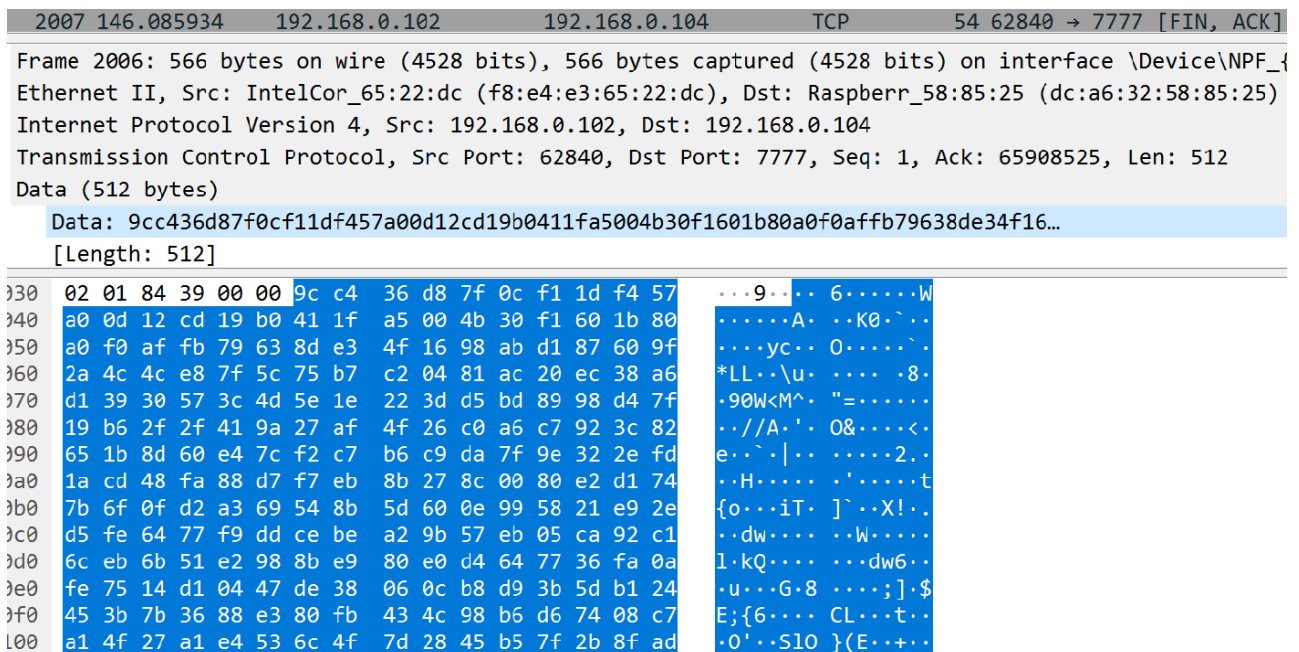 2007 146.085934 192.168.0.102 192.168.0.104 TCP 54 62840 → 7777 [FIN, ACK]
Frame 2006: 566 bytes on wire (4528 bits), 566 bytes captured (4528 bits) on interface \Device\NPF_{
Ethernet II, Src: IntelCor_65:22:dc (f8:e4:e3:65:22:dc), Dst: Raspberr_58:85:25 (dc:a6:32:58:85:25)
Internet Protocol Version 4, Src: 192.168.0.102, Dst: 192.168.0.104
Transmission Control Protocol, Src Port: 62840, Dst Port: 7777, Seq: 1, Ack: 65908525, Len: 512
Data (512 bytes)
Data: 9cc436d87f0cf11df457a00d12cd19b0411fa5004b30f1601b80a0f0affb79638de34f16…
[Length: 512]
030 02 01 84 39 00 00 9c c4 36 d8 7f 0c f1 1d f4 57 ···9···· 6······W
040 a0 0d 12 cd 19 b0 41 1f a5 00 4b 30 f1 60 1b 80 ······A· ··K0·`··
050 a0 f0 af fb 79 63 8d e3 4f 16 98 ab d1 87 60 9f ····yc·· O·····`·
060 2a 4c 4c e8 7f 5c 75 b7 c2 04 81 ac 20 ec 38 a6 *LL··\u· ···· ·8·
070 d1 39 30 57 3c 4d 5e 1e 22 3d d5 bd 89 98 d4 7f ·90W<M^· "=······
080 19 b6 2f 2f 41 9a 27 af 4f 26 c0 a6 c7 92 3c 82 ··//A·'· O&····<·
090 65 1b 8d 60 e4 7c f2 c7 b6 c9 da 7f 9e 32 2e fd e··`·|·· ·····2.·
0a0 1a cd 48 fa 88 d7 f7 eb 8b 27 8c 00 80 e2 d1 74 ··H····· ·'·····t
0b0 7b 6f 0f d2 a3 69 54 8b 5d 60 0e 99 58 21 e9 2e {o···iT· ]`··X!·.
0c0 d5 fe 64 77 f9 dd ce be a2 9b 57 eb 05 ca 92 c1 ··dw···· ··W·····
0d0 6c eb 6b 51 e2 98 8b e9 80 e0 d4 64 77 36 fa 0a l·kQ···· ···dw6··
0e0 fe 75 14 d1 04 47 de 38 06 0c b8 d9 3b 5d b1 24 ·u···G·8 ····;]·$
0f0 45 3b 7b 36 88 e3 80 fb 43 4c 98 b6 d6 74 08 c7 E;{6···· CL···t··
100 a1 4f 27 a1 e4 53 6c 4f 7d 28 45 b5 7f 2b 8f ad ·O'··SlO }(E··+··